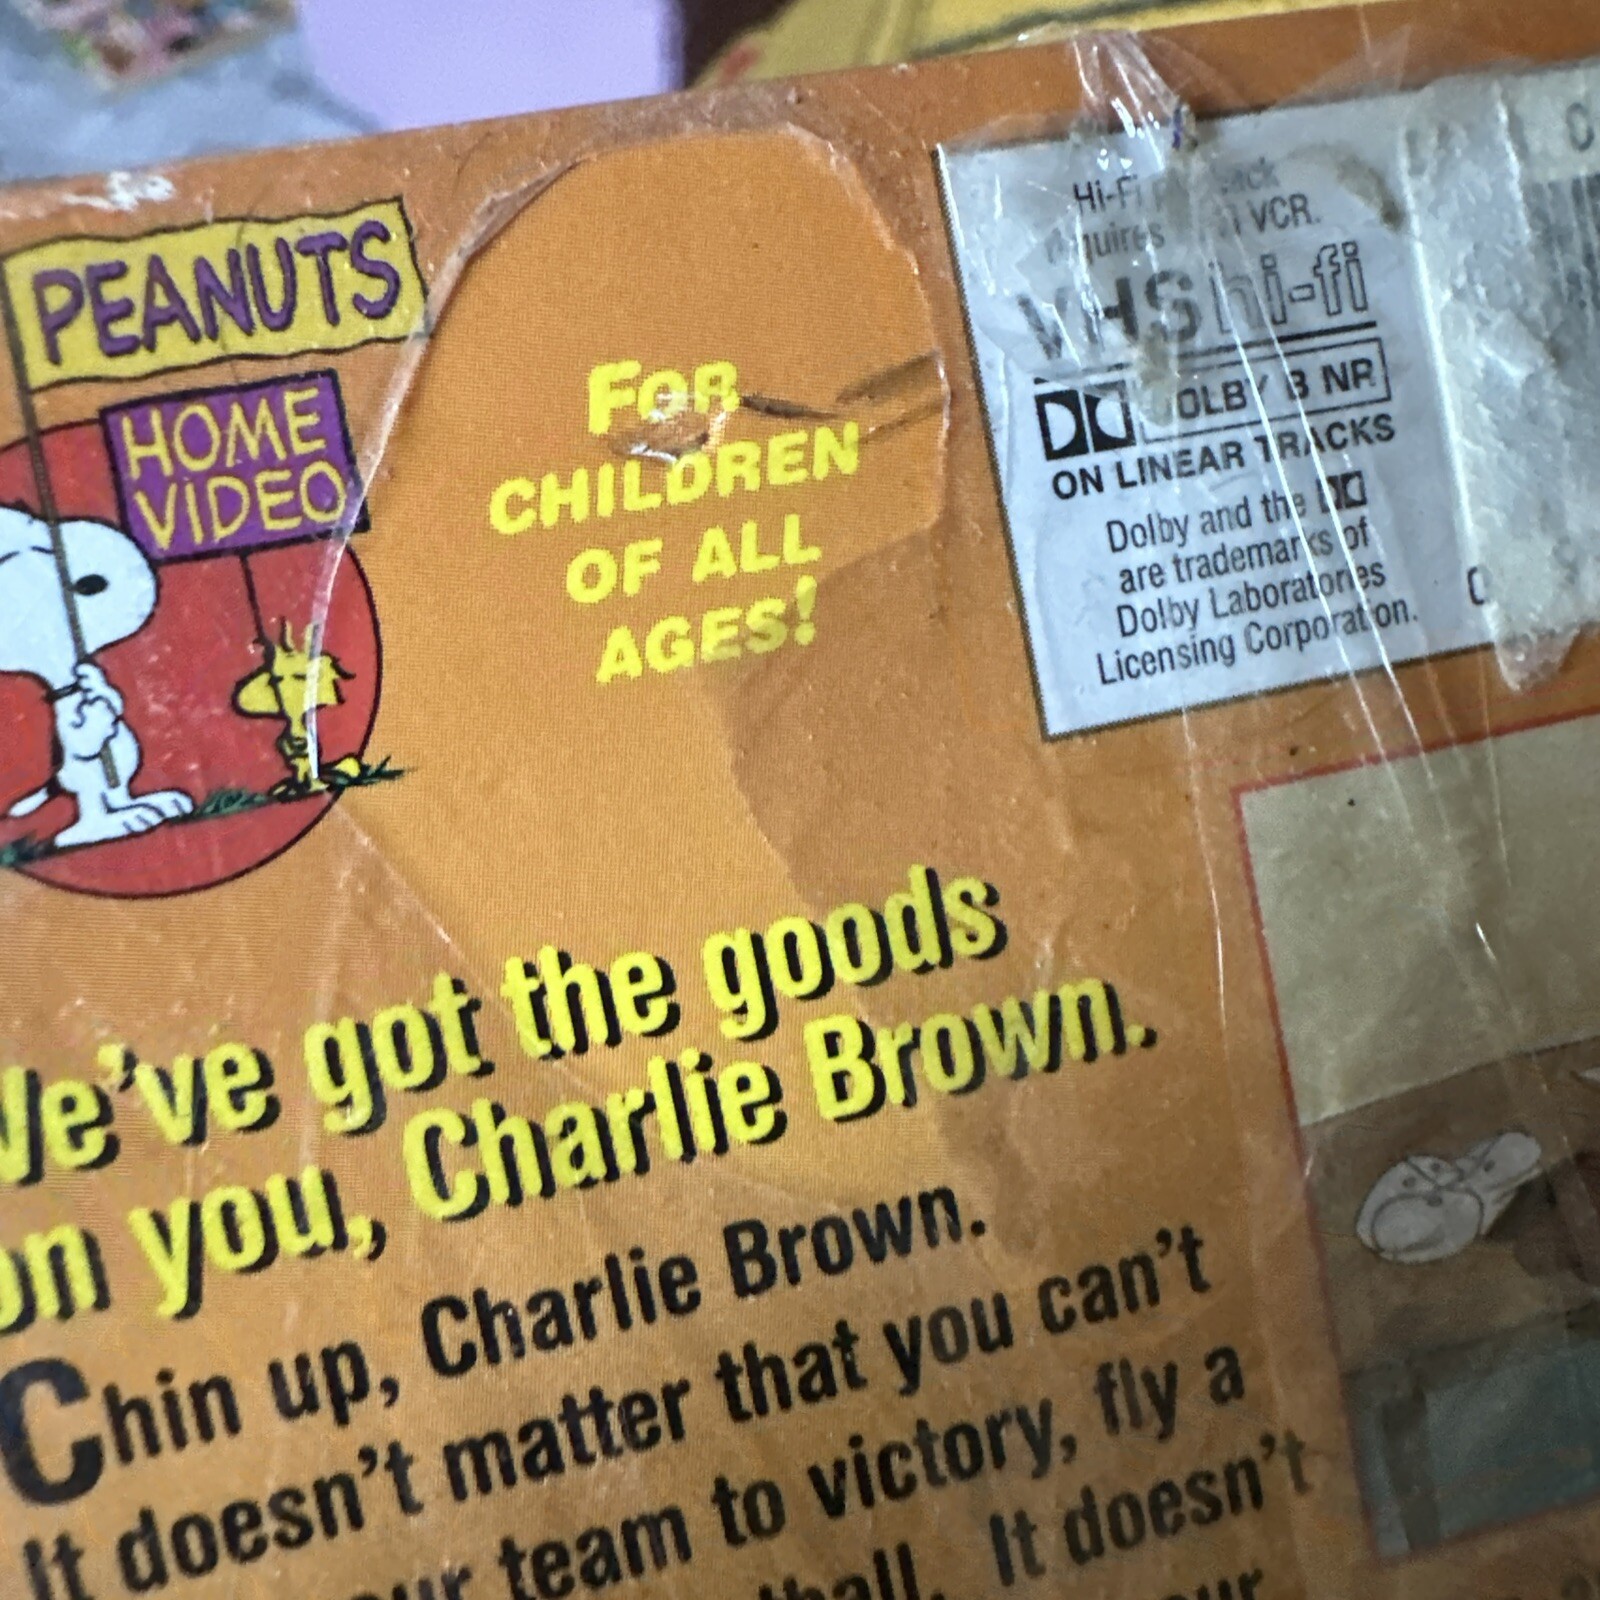 PEANUTS
HOME
VIDEO
FOR
CHILDREN
OF ALL
AGES!
Hi-Fi
VCR.
VHS hi-fi
DOLBY B NR
ON LINEAR TRACKS
Dolby and the
are trademarks of
Dolby Laboratories
Licensing Corporation.
We've got the goods
on you, Charlie Brown.
Chin up, Charlie Brown.
It doesn't matter that you can't
team to victory, fly a
It doesn't